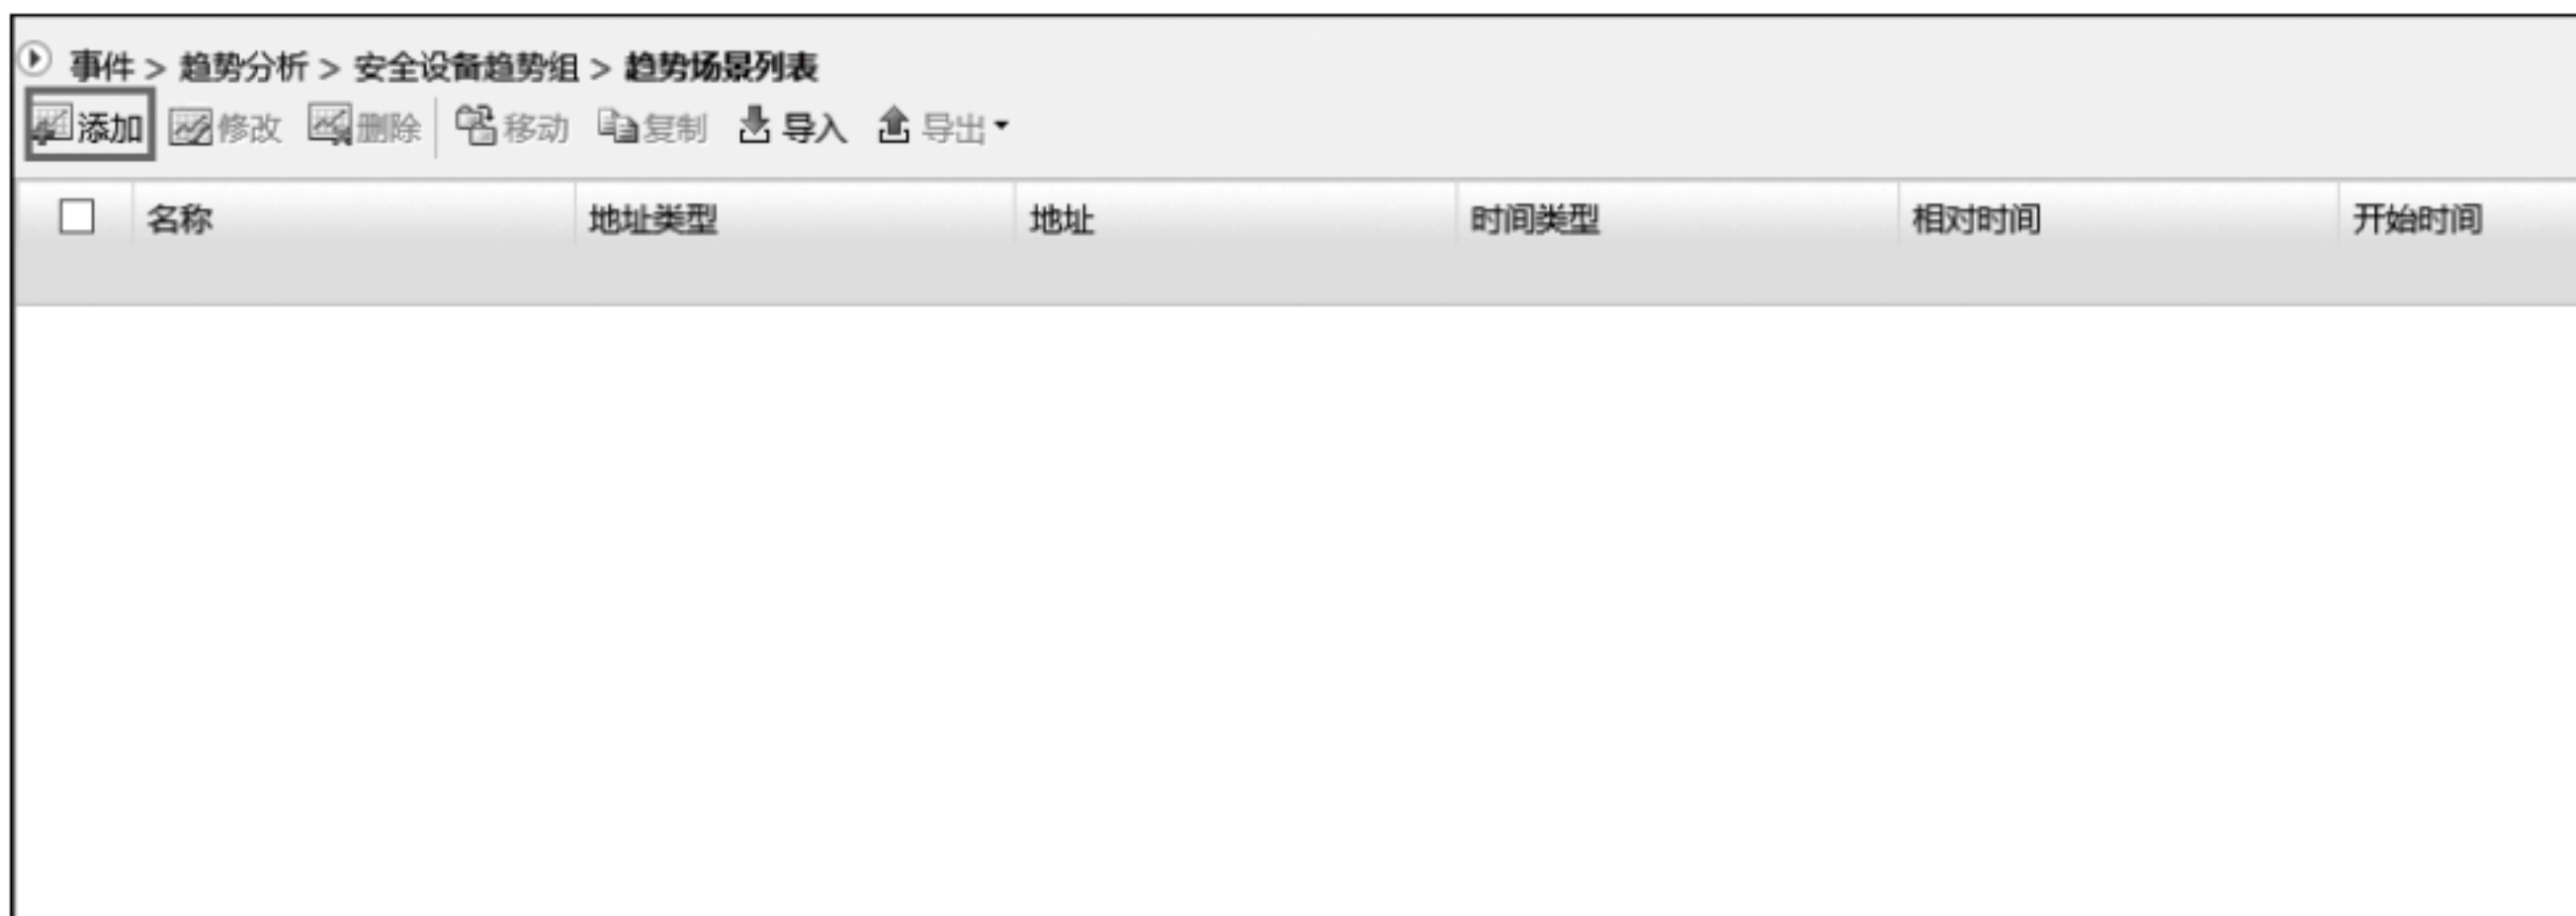 事件 > 趋势分析 > 安全设备趋势组 > 趋势场景列表
添加 修改 删除 移动 复制 导入 导出
名称 地址类型 地址 时间类型 相对时间 开始时间